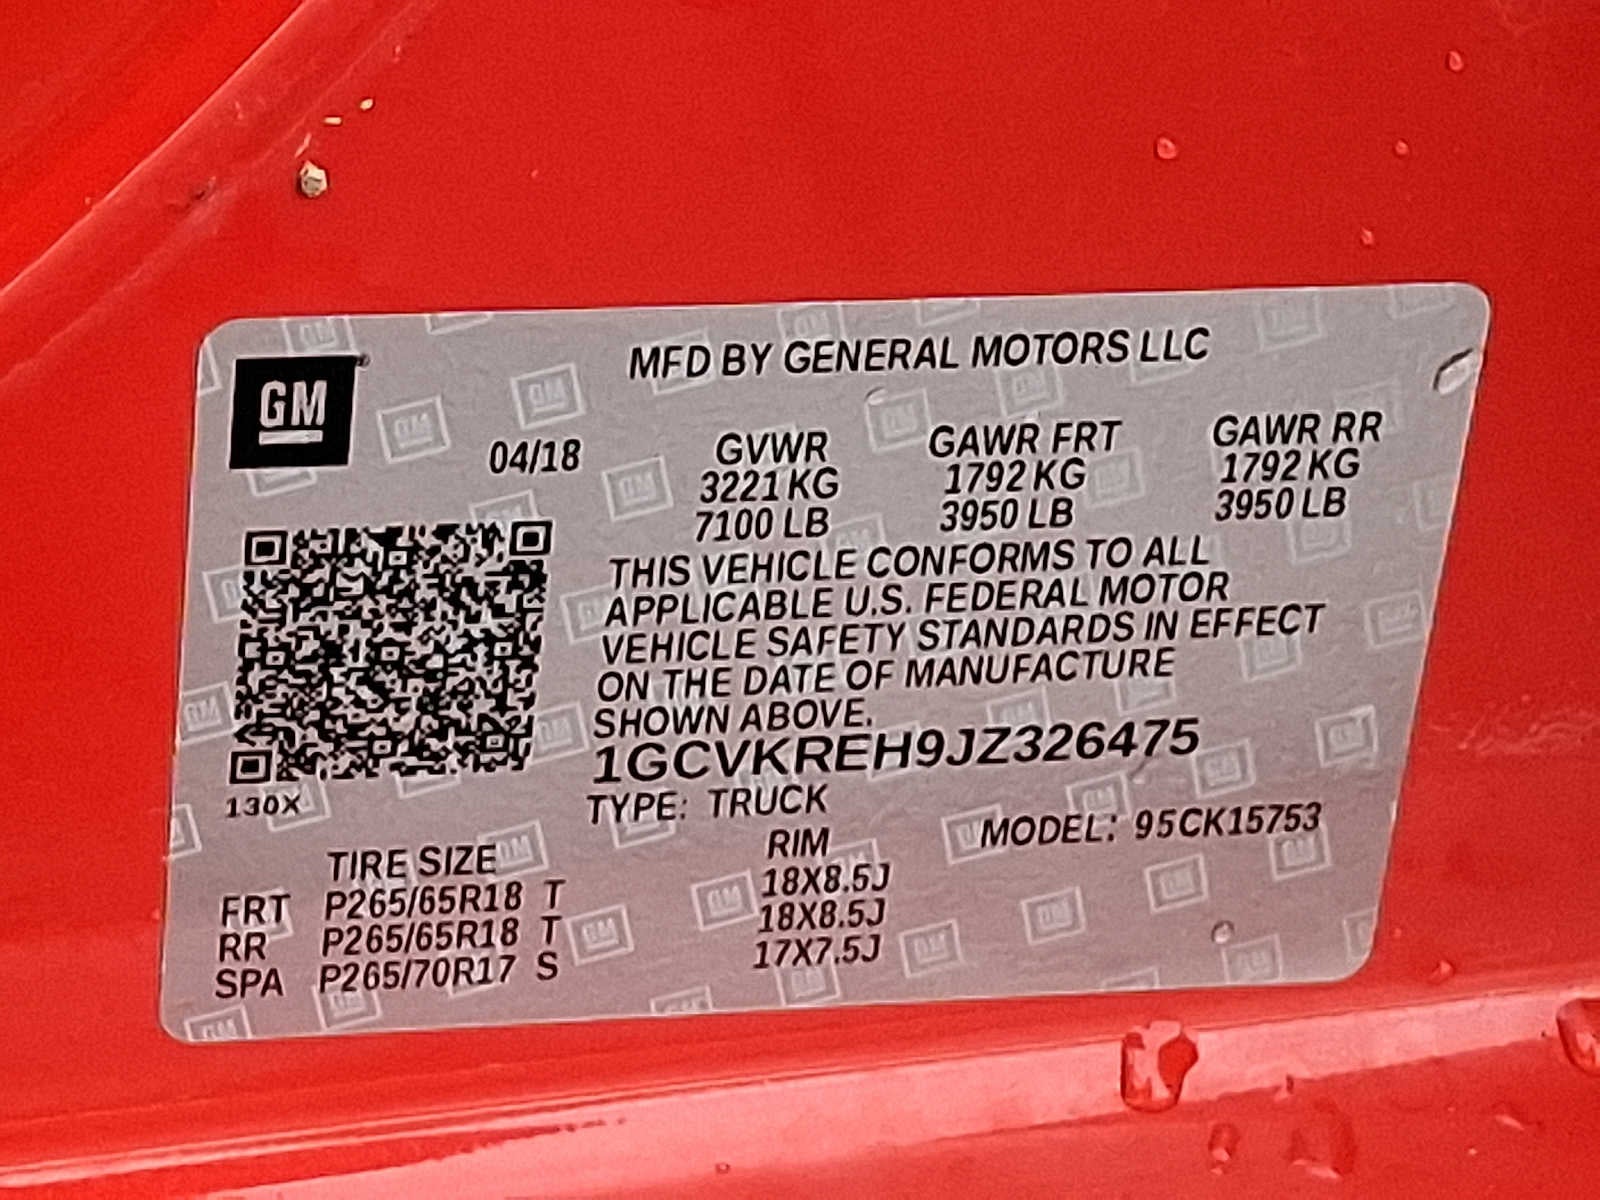 GM
MFD BY GENERAL MOTORS LLC
04/18
GVWR GAWR FRT GAWR RR
3221 KG 1792 KG 1792 KG
7100 LB 3950 LB 3950 LB
THIS VEHICLE CONFORMS TO ALL
APPLICABLE U.S. FEDERAL MOTOR
VEHICLE SAFETY STANDARDS IN EFFECT
ON THE DATE OF MANUFACTURE
SHOWN ABOVE.
1GCVKREH9JZ326475
130X
TYPE: TRUCK
MODEL: 95CK15753
TIRE SIZE RIM
FRT P265/65R18 T 18X8.5J
RR P265/65R18 T 18X8.5J
SPA P265/70R17 S 17X7.5J